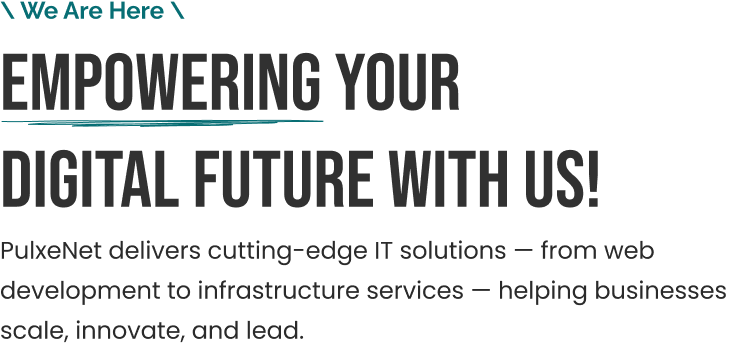 \ We Are Here \
EMPOWERING YOUR
DIGITAL FUTURE WITH US!
PulxeNet delivers cutting-edge IT solutions — from web
development to infrastructure services — helping businesses
scale, innovate, and lead.